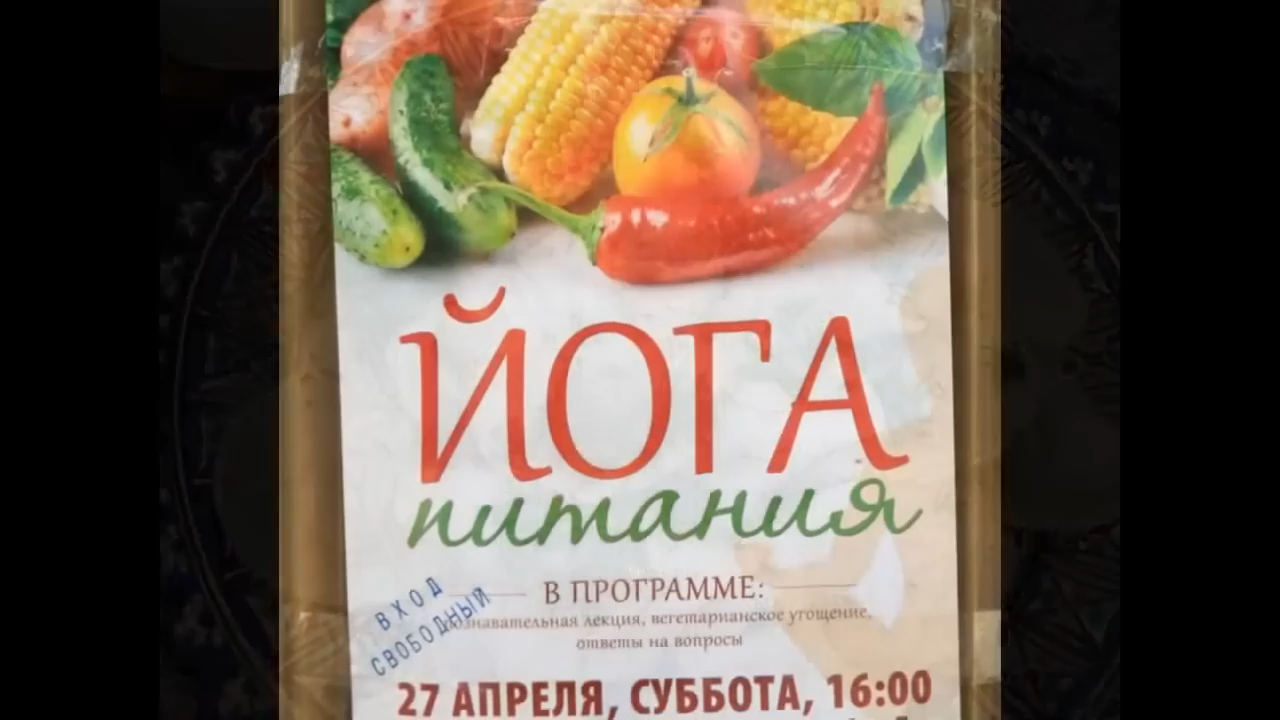 ЙОГА
питания
В ПРОГРАММЕ:
познавательная лекция, вегетарианское угощение,
ответы на вопросы
ВХОД
СВОБОДНЫЙ
27 АПРЕЛЯ, СУББОТА, 16:00